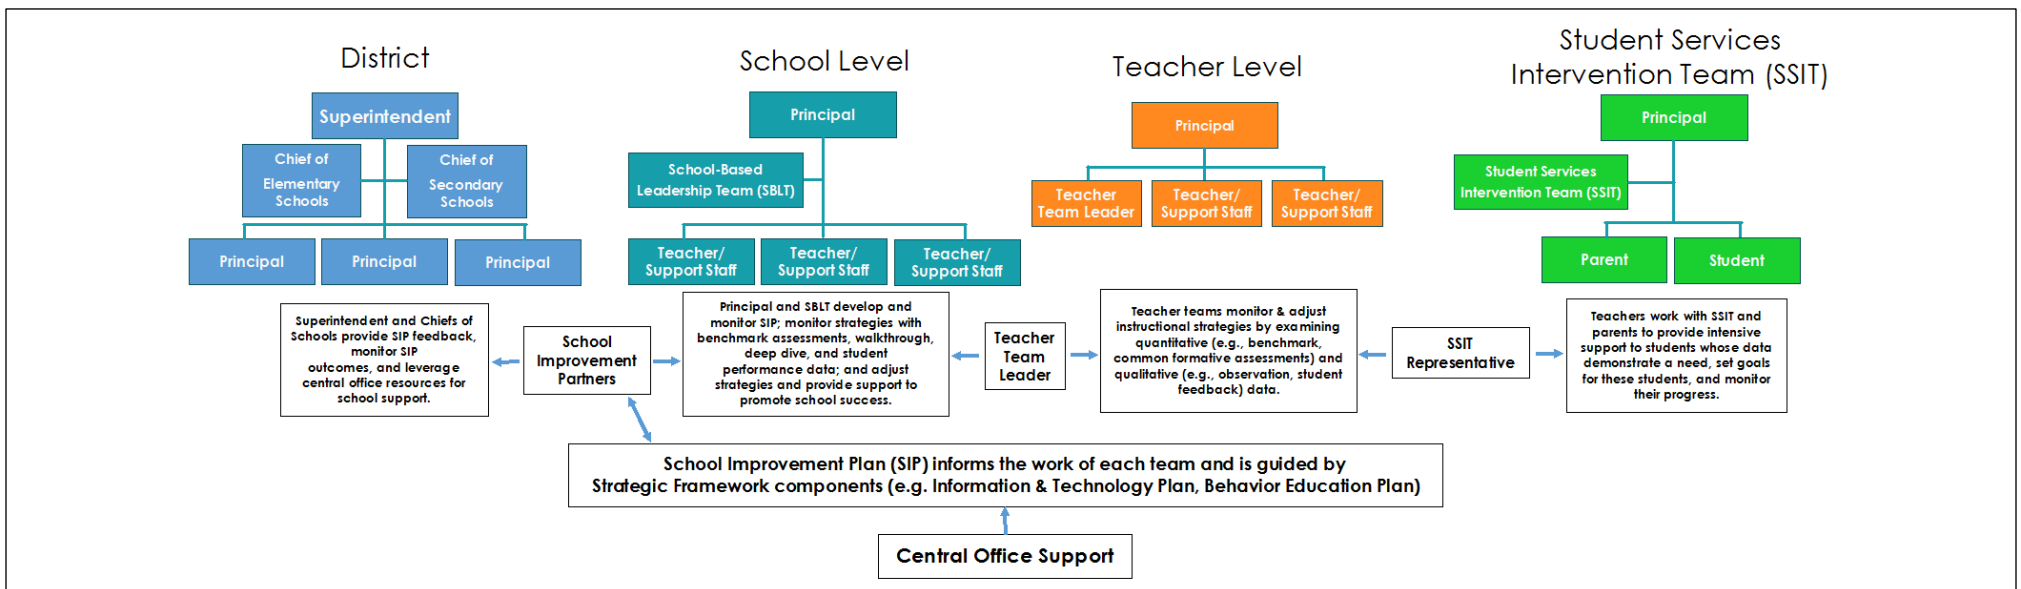 District
Superintendent
Chief of
Elementary
Schools
Chief of
Secondary
Schools
Principal
Principal
Principal
Superintendent and Chiefs of
Schools provide SIP feedback,
monitor SIP
outcomes, and leverage
central office resources for
school support.
School
Improvement
Partners
School Level
Principal
School-Based
Leadership Team (SBLT)
Teacher/
Support Staff
Teacher/
Support Staff
Teacher/
Support Staff
Principal and SBLT develop and
monitor SIP; monitor strategies with
benchmark assessments, walkthrough,
deep dive, and student
performance data; and adjust
strategies and provide support to
promote school success.
Teacher
Team
Leader
Teacher Level
Principal
Teacher
Team Leader
Teacher/
Support Staff
Teacher/
Support Staff
Teacher teams monitor & adjust
instructional strategies by examining
quantitative (e.g., benchmark,
common formative assessments) and
qualitative (e.g., observation, student
feedback) data.
SSIT
Representative
Student Services
Intervention Team (SSIT)
Principal
Student Services
Intervention Team (SSIT)
Parent
Student
Teachers work with SSIT and
parents to provide intensive
support to students whose data
demonstrate a need, set goals
for these students, and monitor
their progress.
School Improvement Plan (SIP) informs the work of each team and is guided by
Strategic Framework components (e.g. Information & Technology Plan, Behavior Education Plan)
Central Office Support